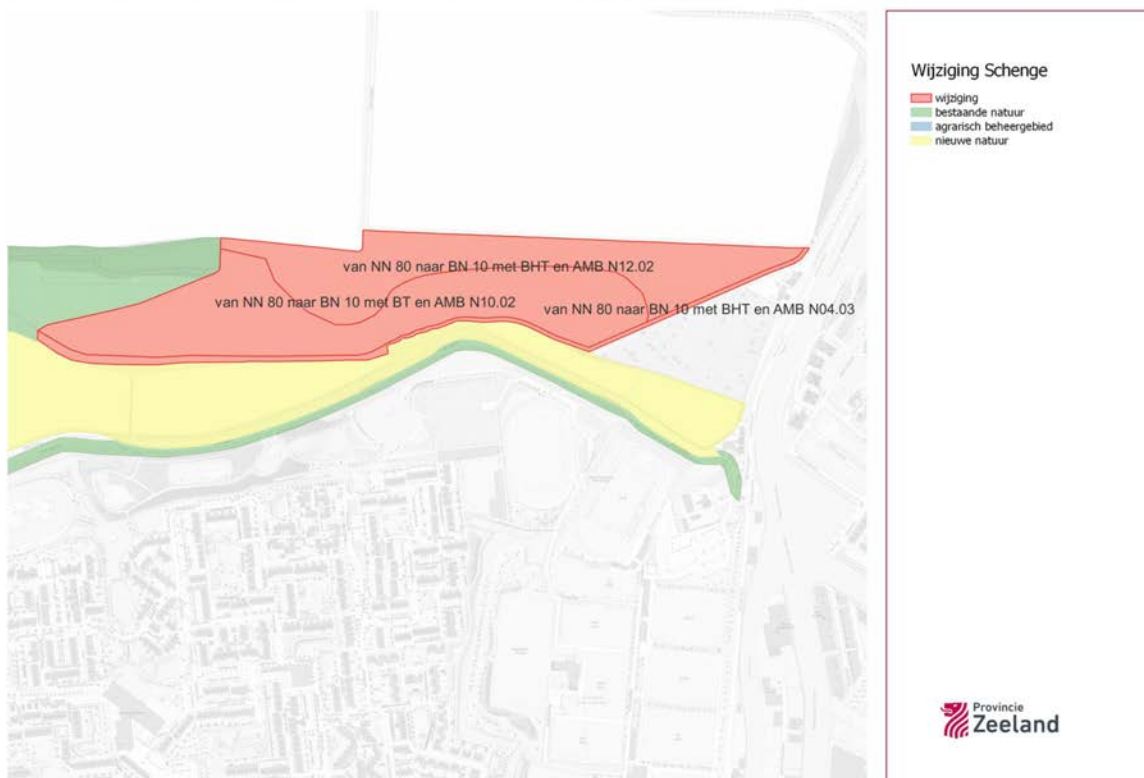 Wijziging Schenge
wijziging
bestaande natuur
agrarisch beheergebied
nieuwe natuur
van NN 80 naar BN 10 met BHT en AMB N12.02
van NN 80 naar BN 10 met BT en AMB N10.02
van NN 80 naar BN 10 met BHT en AMB N04.03
Provincie
Zeeland